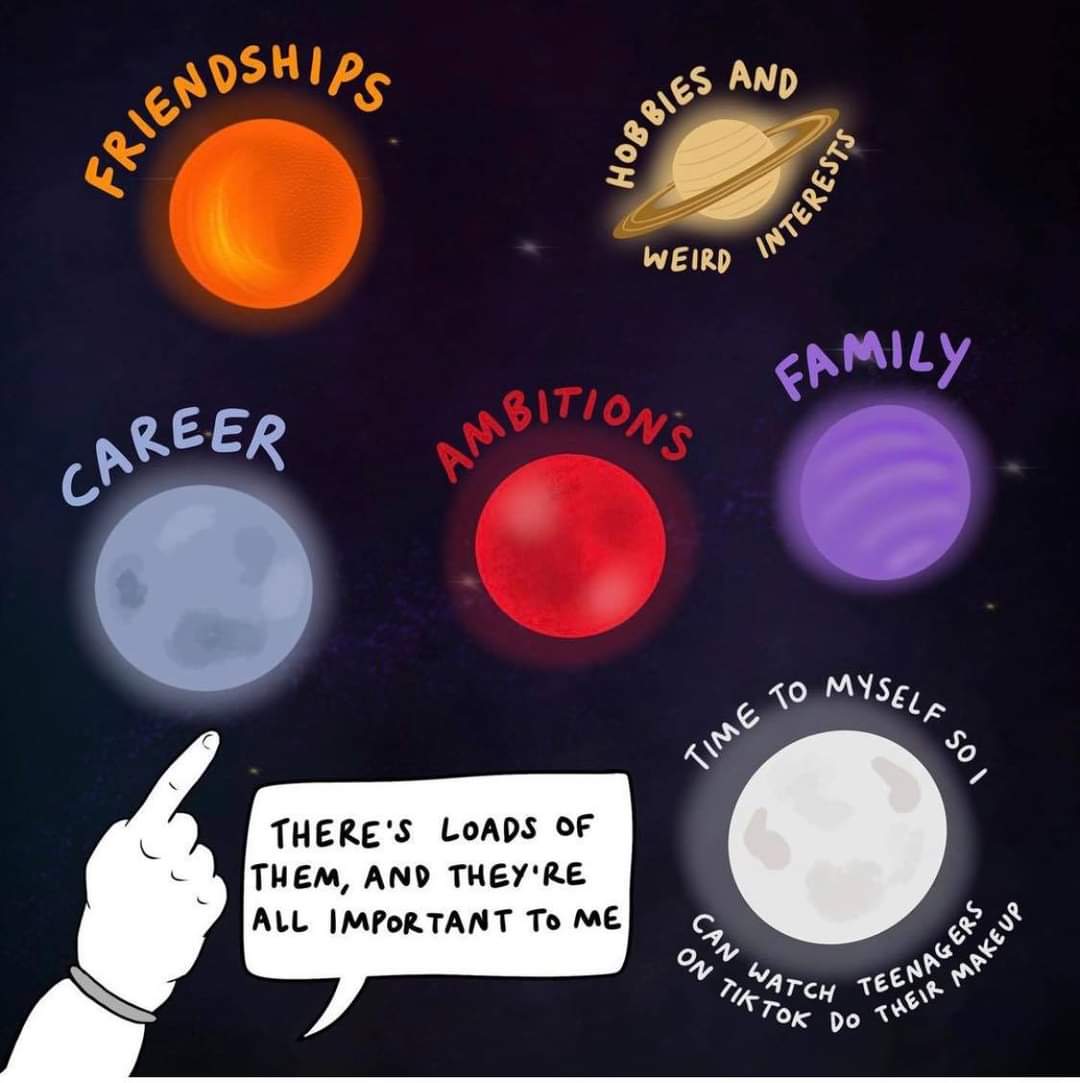 FRIENDSHIPS
HOBBIES AND
WEIRD INTERESTS
FAMILY
CAREER
AMBITIONS
TIME TO MYSELF SO I
CAN WATCH TEENAGERS
ON TIKTOK DO THEIR MAKEUP
THERE'S LOADS OF
THEM, AND THEY'RE
ALL IMPORTANT TO ME